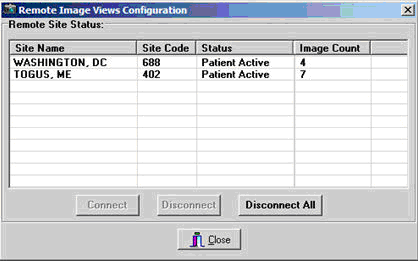 Remote Image Views Configuration
Remote Site Status:
Site Name Site Code Status Image Count
WASHINGTON, DC 688 Patient Active 4
TOGUS, ME 402 Patient Active 7
Connect Disconnect Disconnect All
Close